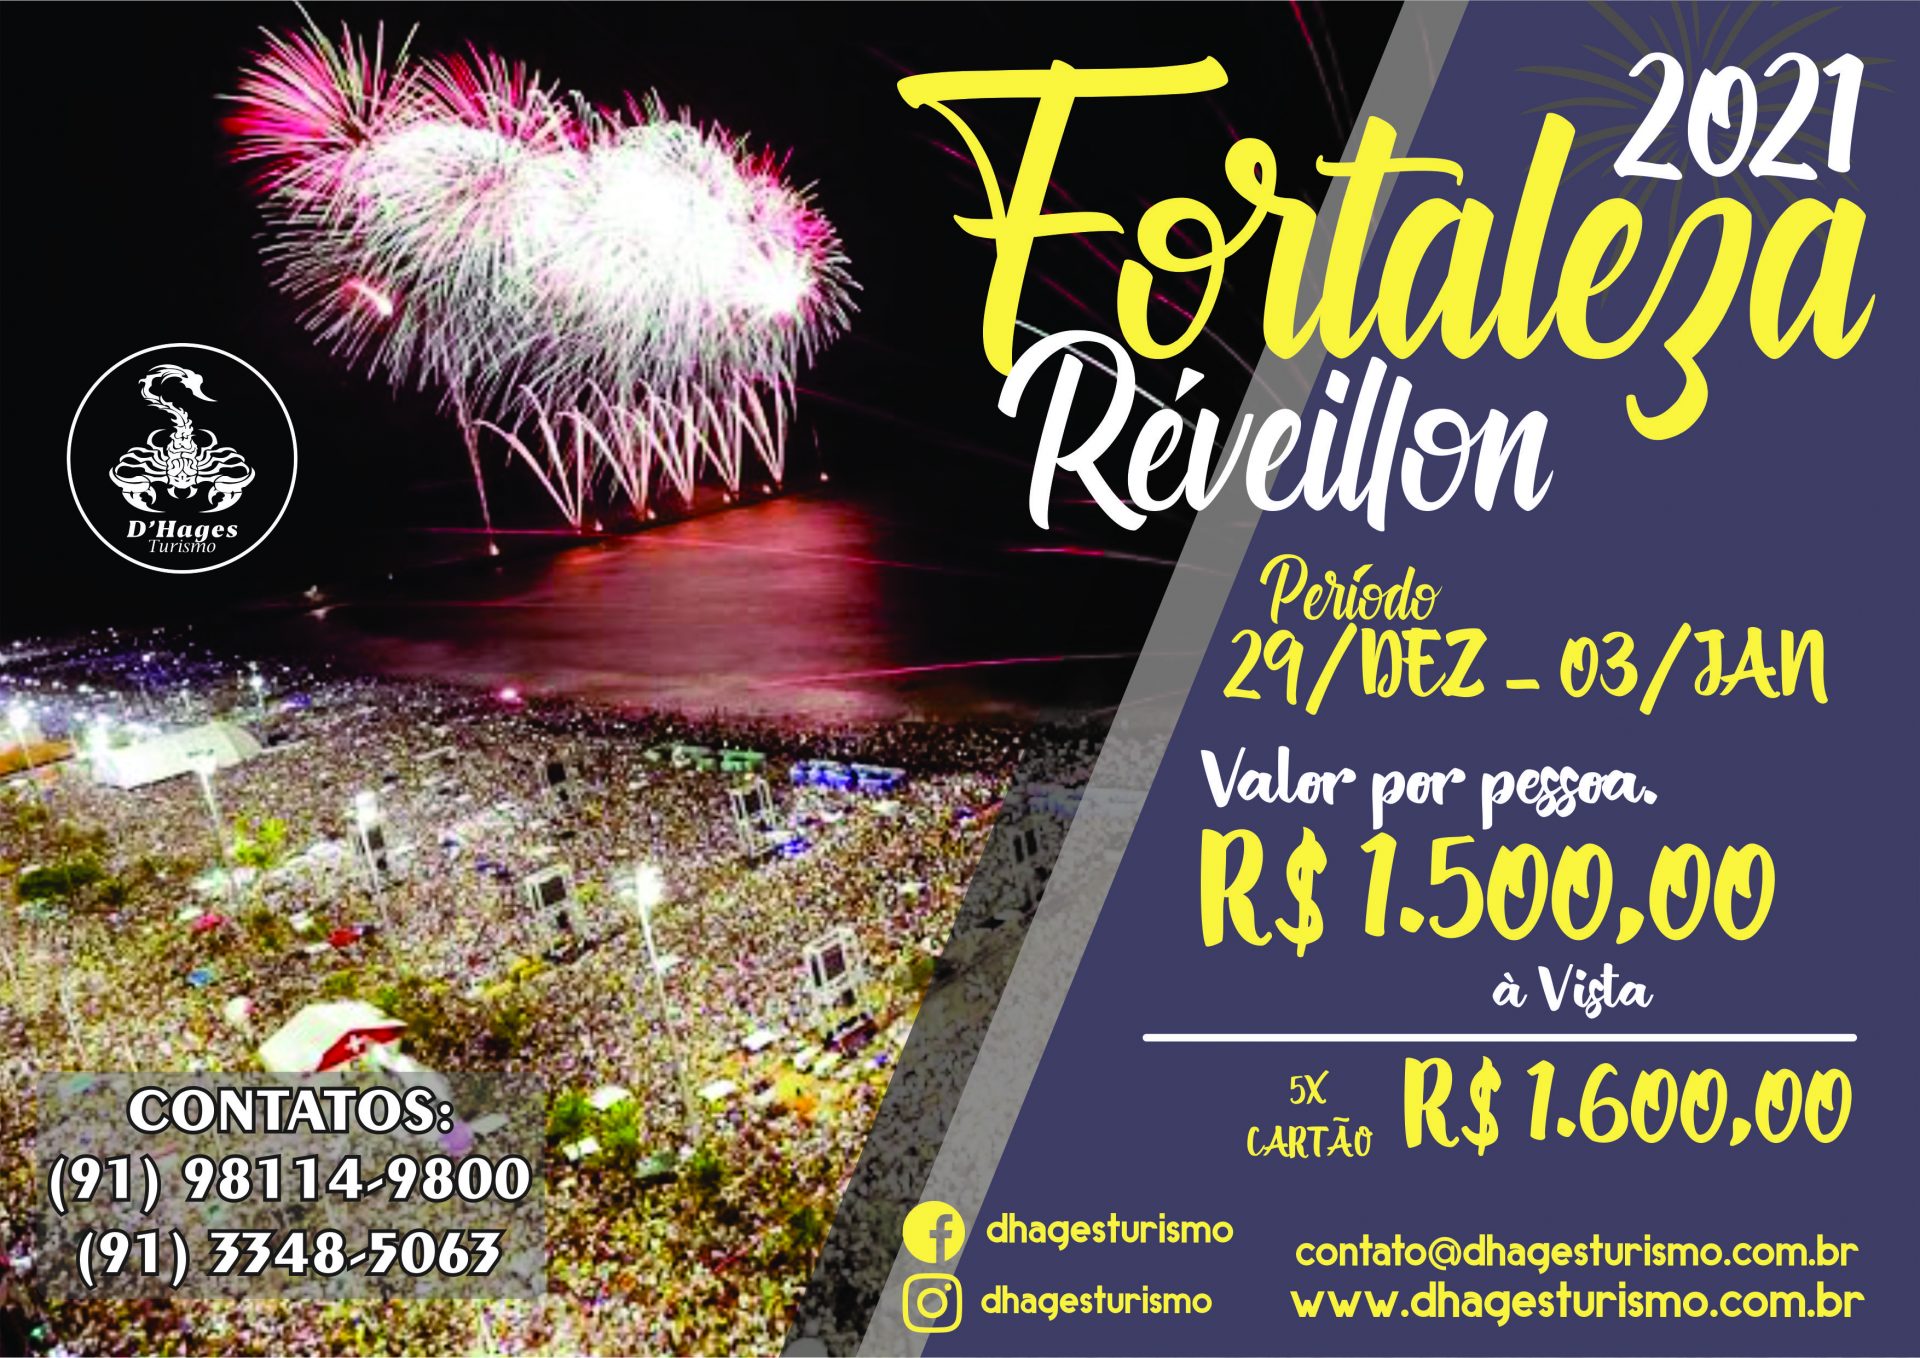 2021
Fortaleza
Réveillon
D'Hages
Turismo
Período
29/DEZ - 03/JAN
Valor por pessoa.
R$ 1.500,00
à Vista
5X
CARTÃO
R$ 1.600,00
CONTATOS:
(91) 98114-9800
(91) 3348-5063
dhagesturismo
dhagesturismo
contato@dhagesturismo.com.br
www.dhagesturismo.com.br